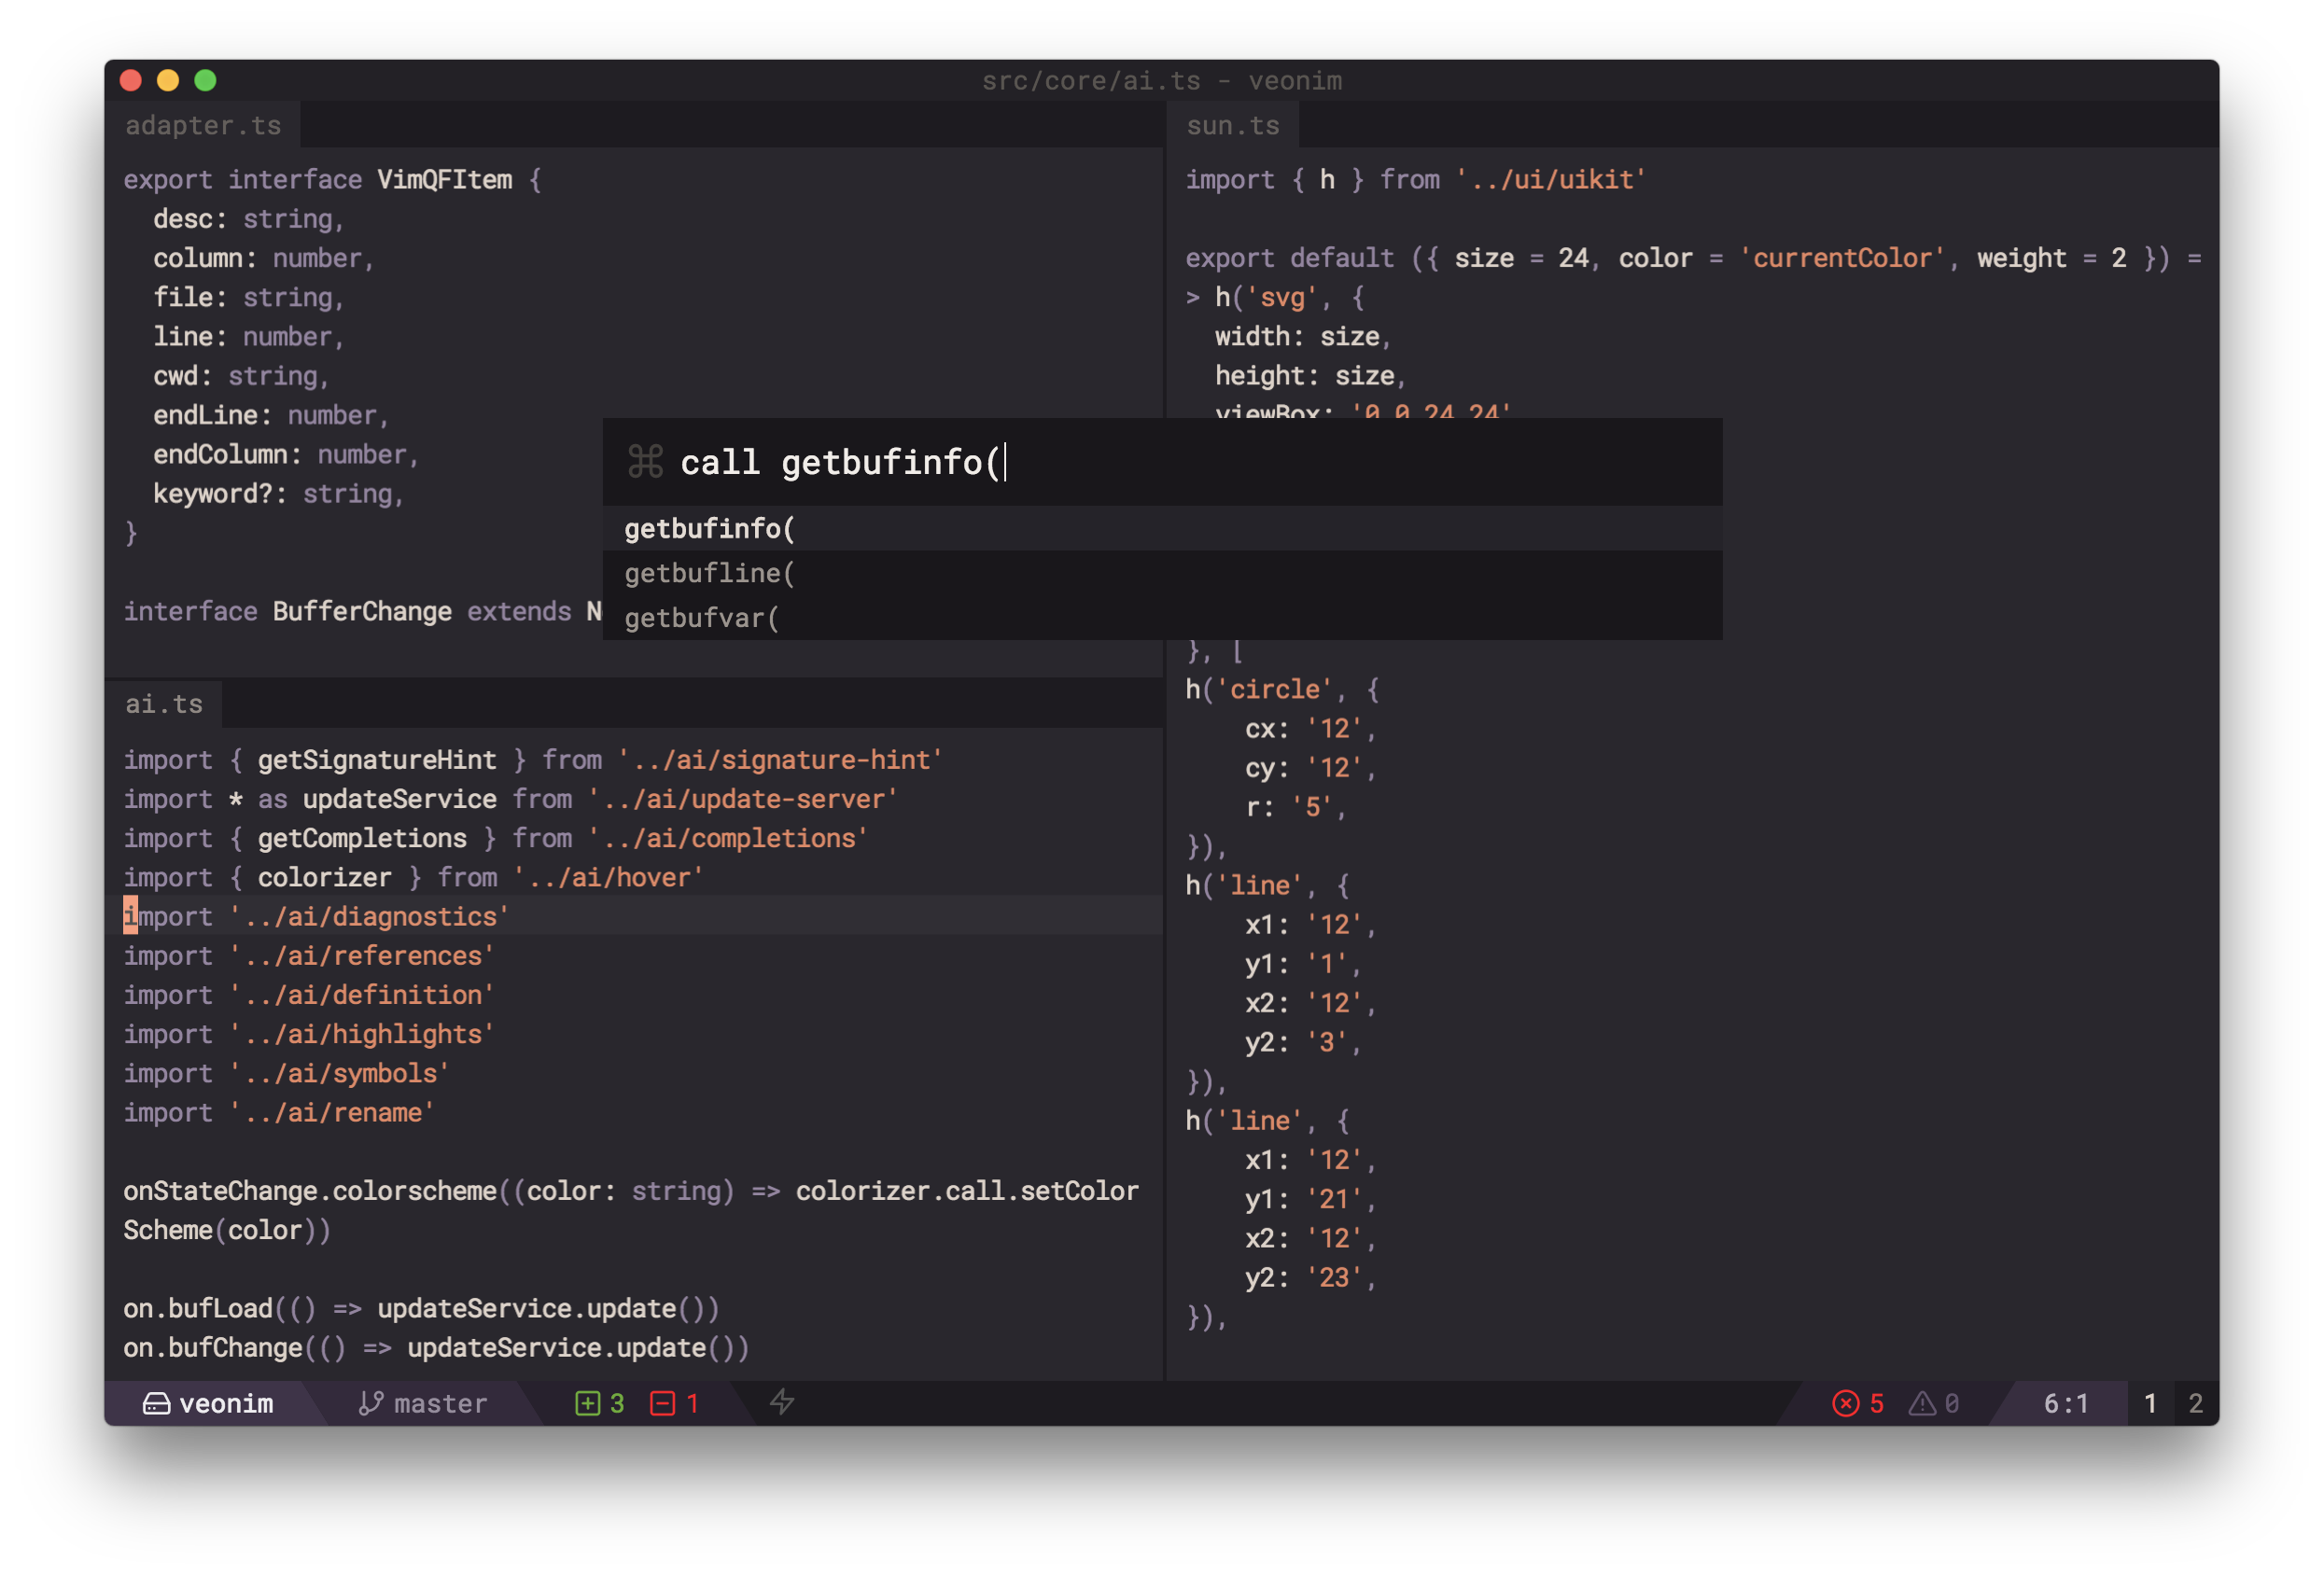 src/core/ai.ts - veonim
adapter.ts
export interface VimQFItem {
  desc: string,
  column: number,
  file: string,
  line: number,
  cwd: string,
  endLine: number,
  endColumn: number,
  keyword?: string,
}
interface BufferChange extends
sun.ts
import { h } from '../ui/uikit'
export default ({ size = 24, color = 'currentColor', weight = 2 }) =
> h('svg', {
  width: size,
  height: size,
  viewBox: '0 0 24 24'
⌘ call getbufinfo(
getbufinfo(
getbufline(
getbufvar(
}, [
h('circle', {
    cx: '12',
    cy: '12',
    r: '5',
}),
h('line', {
    x1: '12',
    y1: '1',
    x2: '12',
    y2: '3',
}),
h('line', {
    x1: '12',
    y1: '21',
    x2: '12',
    y2: '23',
}),
ai.ts
import { getSignatureHint } from '../ai/signature-hint'
import * as updateService from '../ai/update-server'
import { getCompletions } from '../ai/completions'
import { colorizer } from '../ai/hover'
import '../ai/diagnostics'
import '../ai/references'
import '../ai/definition'
import '../ai/highlights'
import '../ai/symbols'
import '../ai/rename'
onStateChange.colorscheme((color: string) => colorizer.call.setColor
Scheme(color))
on.bufLoad(() => updateService.update())
on.bufChange(() => updateService.update())
veonim master 3 1 5 0 6:1 1 2